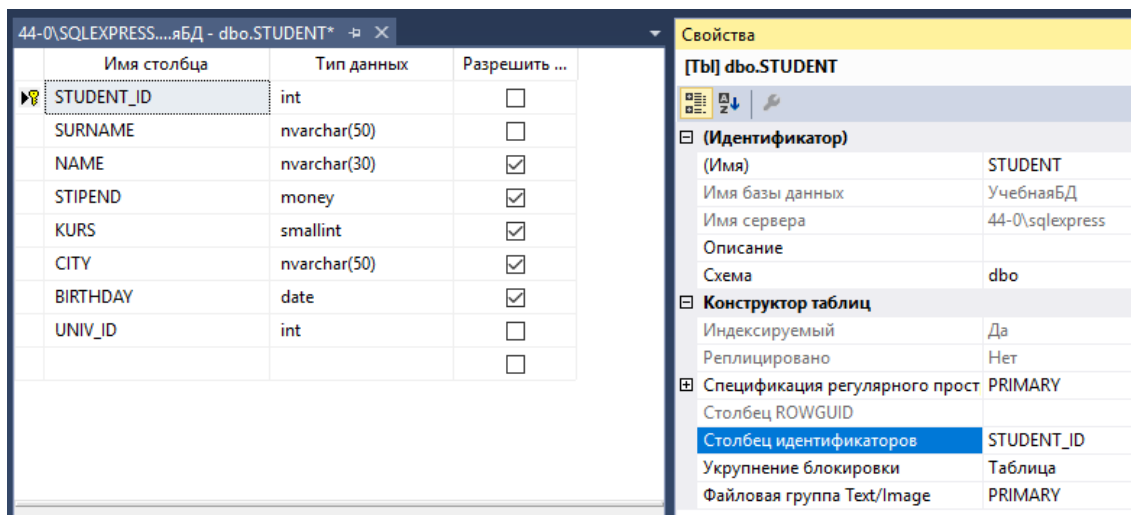 44-0\SQLEXPRESS....яБД - dbo.STUDENT*
Имя столбца Тип данных Разрешить ...
STUDENT_ID int
SURNAME nvarchar(50)
NAME nvarchar(30)
STIPEND money
KURS smallint
CITY nvarchar(50)
BIRTHDAY date
UNIV_ID int
Свойства
[Tbl] dbo.STUDENT
(Идентификатор)
(Имя) STUDENT
Имя базы данных УчебнаяБД
Имя сервера 44-0\sqlexpress
Описание
Схема dbo
Конструктор таблиц
Индексируемый Да
Реплицировано Нет
Спецификация регулярного прост PRIMARY
Столбец ROWGUID
Столбец идентификаторов STUDENT_ID
Укрупнение блокировки Таблица
Файловая группа Text/Image PRIMARY